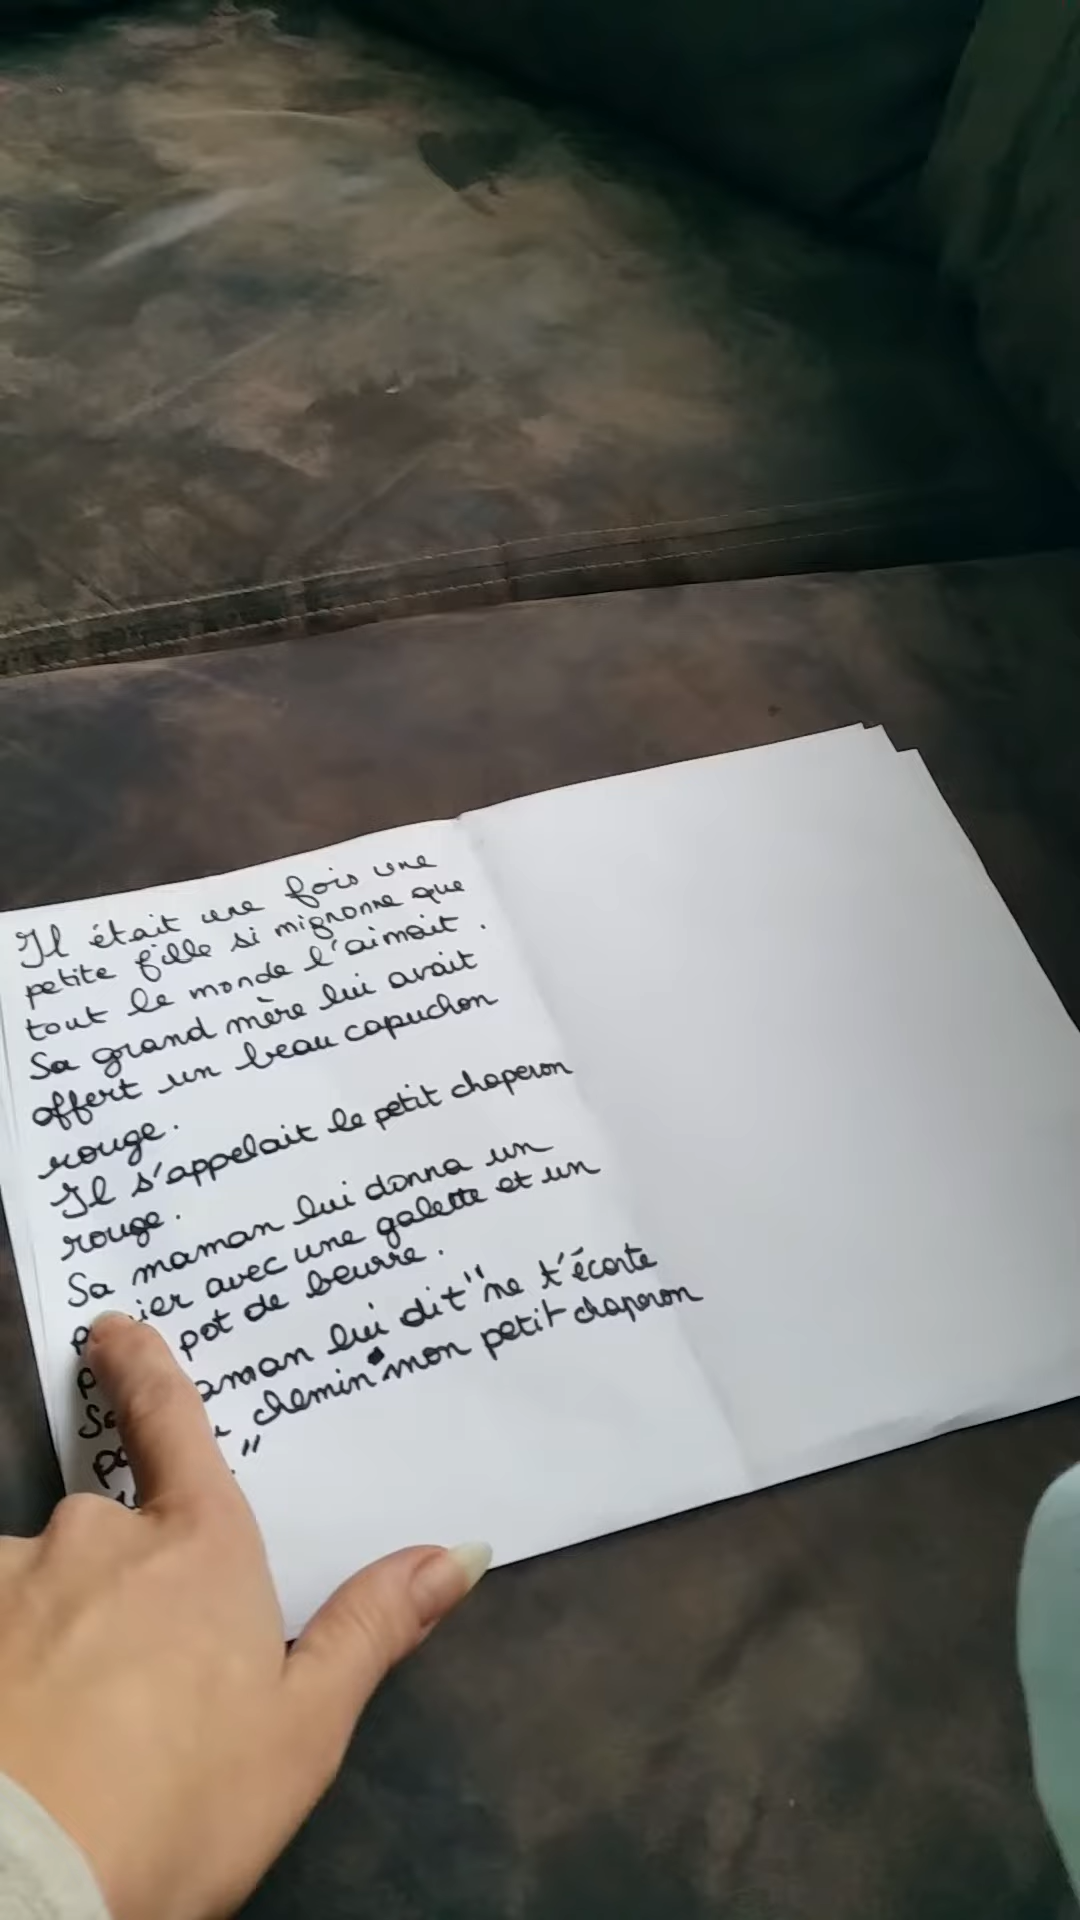 Il était une fois une
petite fille si mignonne que
tout le monde l'aimait.
Sa grand mère lui avait
offert un beau capuchon
rouge.
Il s'appelait le petit chaperon
rouge.
Sa maman lui donna un
avec une galette et un
pot de beurre.
lui dit "ne t'écarte
chemin mon petit chaperon
"